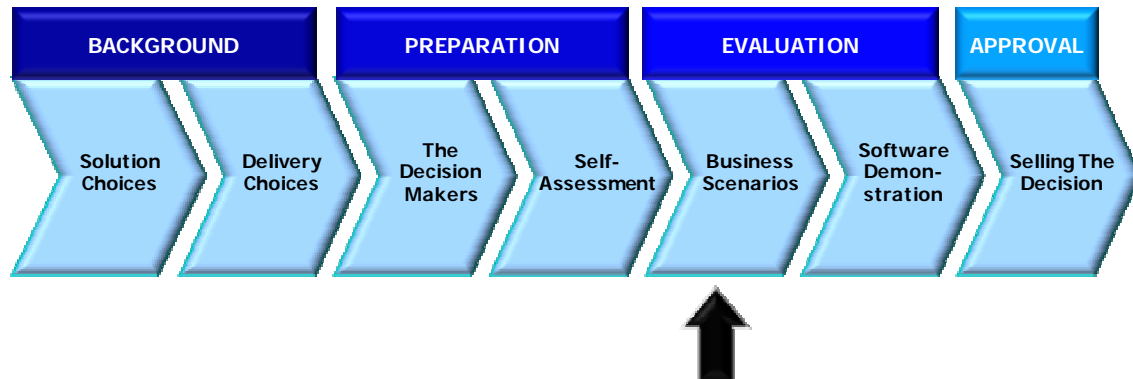 BACKGROUND
PREPARATION
EVALUATION
APPROVAL
Solution
Choices
Delivery
Choices
The
Decision
Makers
Self-
Assessment
Business
Scenarios
Software
Demon-
stration
Selling The
Decision